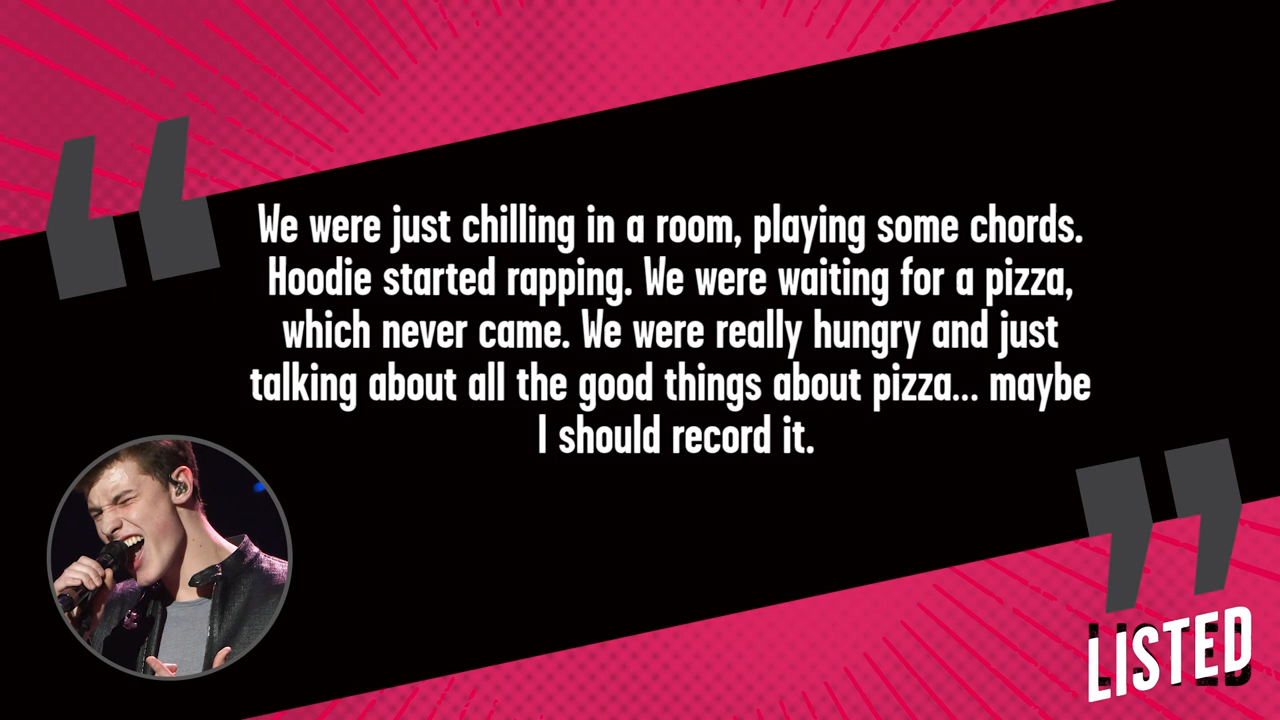 We were just chilling in a room, playing some chords.
Hoodie started rapping. We were waiting for a pizza,
which never came. We were really hungry and just
talking about all the good things about pizza... maybe
I should record it.
LISTED